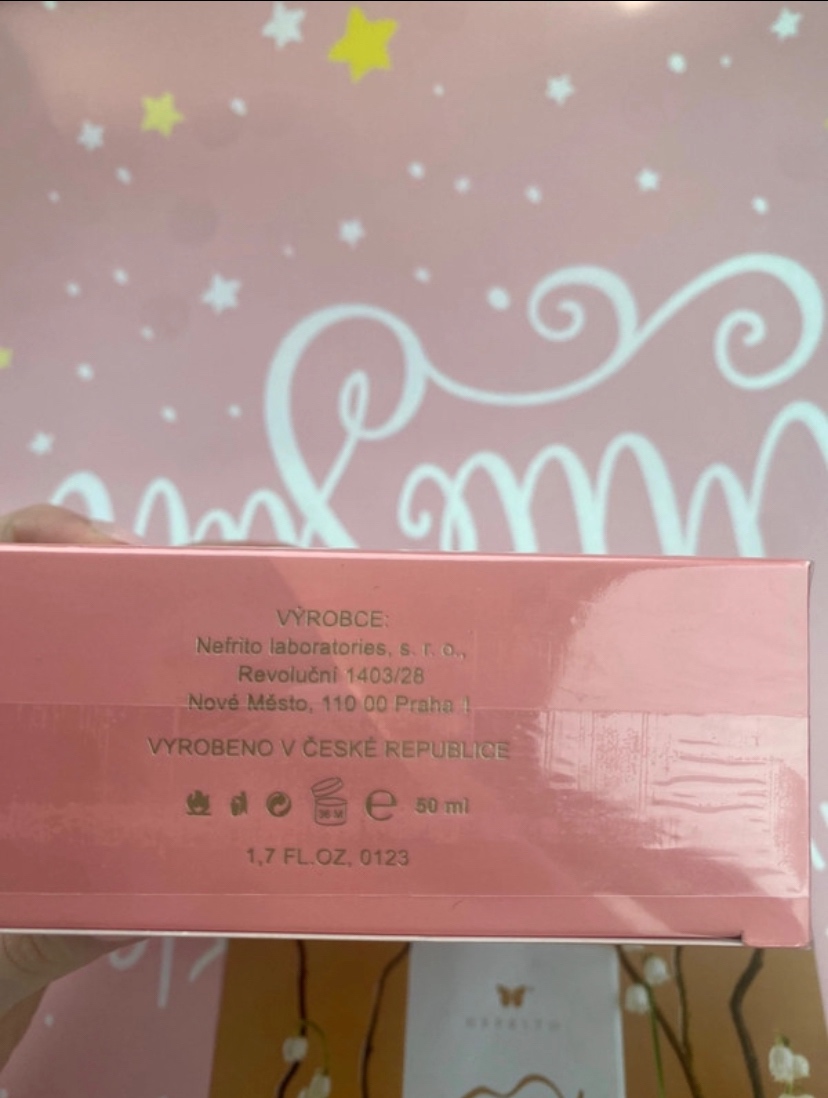 VÝROBCE:
Nefrito laboratories, s. r. o.,
Revoluční 1403/28
Nové Město, 110 00 Praha 1
VYROBENO V ČESKÉ REPUBLICE
36 M e 50 ml
1,7 FL.OZ, 0123